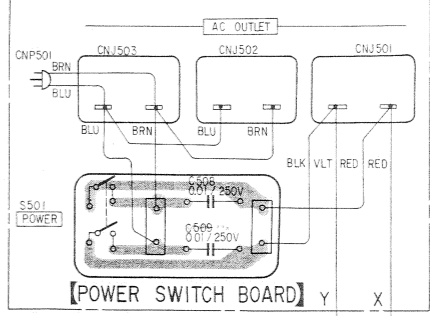 AC OUTLET
CNJ503 CNJ502 CNJ501
CNP501
BRN
BLU
BLU BRN BLU BRN
BLK VLT RED RED
S501
POWER
C508
0.01/250V
C509
0.01/250V
【POWER SWITCH BOARD】 Y X